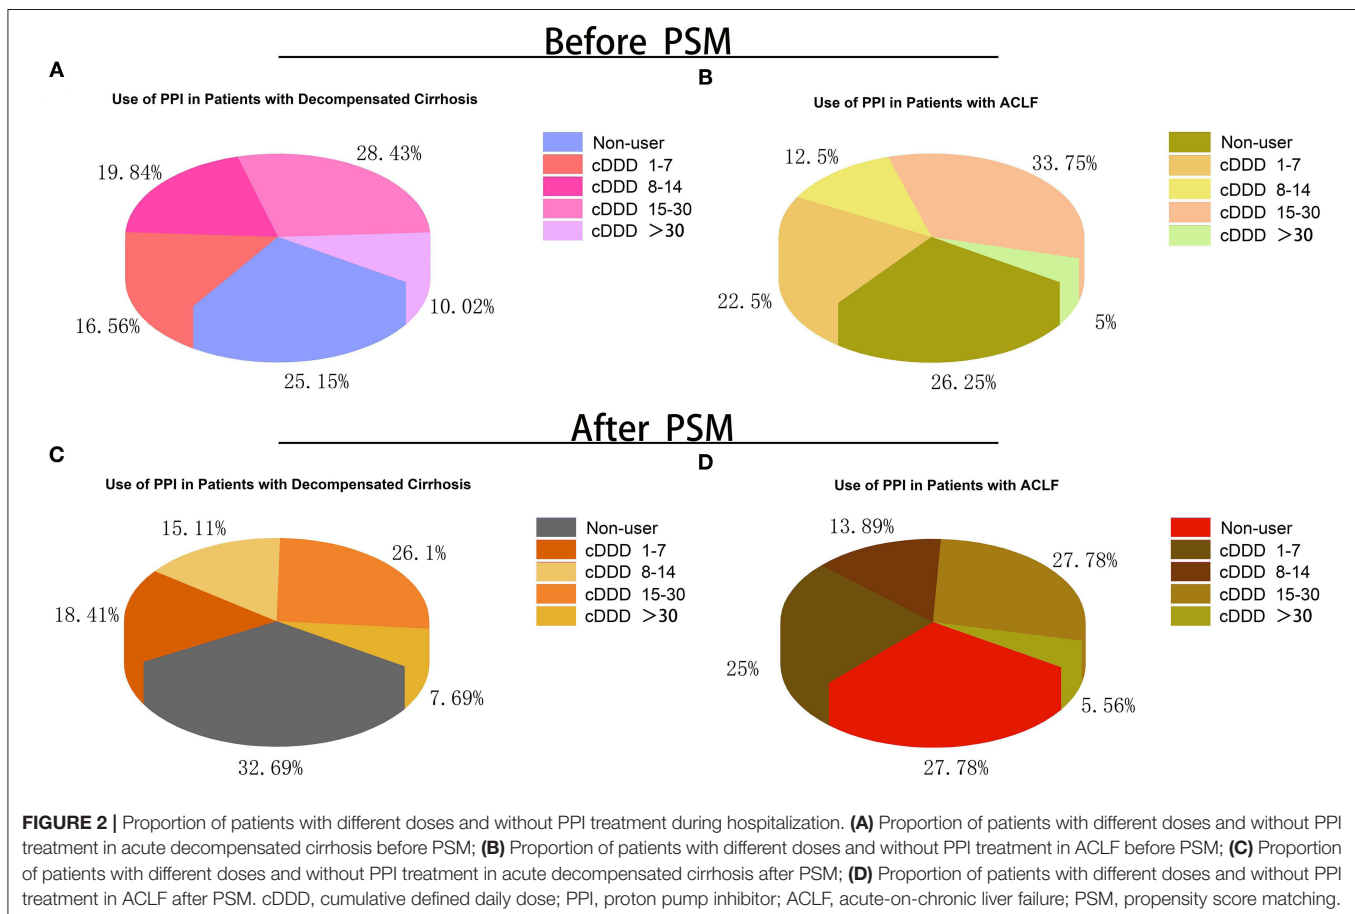 Before PSM
A
B
Use of PPI in Patients with Decompensated Cirrhosis
Use of PPI in Patients with ACLF
28.43%
19.84%
16.56%
25.15%
10.02%
Non-user
cDDD 1-7
cDDD 8-14
cDDD 15-30
cDDD >30
12.5%
33.75%
22.5%
26.25%
5%
Non-user
cDDD 1-7
cDDD 8-14
cDDD 15-30
cDDD >30
After PSM
C
D
Use of PPI in Patients with Decompensated Cirrhosis
Use of PPI in Patients with ACLF
15.11%
26.1%
18.41%
7.69%
32.69%
Non-user
cDDD 1-7
cDDD 8-14
cDDD 15-30
cDDD >30
13.89%
27.78%
25%
5.56%
27.78%
Non-user
cDDD 1-7
cDDD 8-14
cDDD 15-30
cDDD >30
FIGURE 2 | Proportion of patients with different doses and without PPI treatment during hospitalization. (A) Proportion of patients with different doses and without PPI
treatment in acute decompensated cirrhosis before PSM; (B) Proportion of patients with different doses and without PPI treatment in ACLF before PSM; (C) Proportion
of patients with different doses and without PPI treatment in acute decompensated cirrhosis after PSM; (D) Proportion of patients with different doses and without PPI
treatment in ACLF after PSM. cDDD, cumulative defined daily dose; PPI, proton pump inhibitor; ACLF, acute-on-chronic liver failure; PSM, propensity score matching.